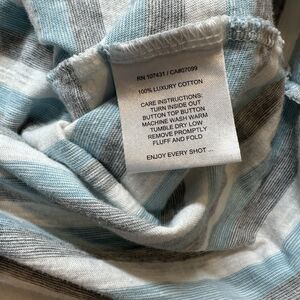 RN 107431 / CA#07099
100% LUXURY COTTON
CARE INSTRUCTIONS:
TURN INSIDE OUT
BUTTON TOP BUTTON
MACHINE WASH WARM
TUMBLE DRY LOW
REMOVE PROMPTLY
FLUFF AND FOLD
ENJOY EVERY SHOT ...